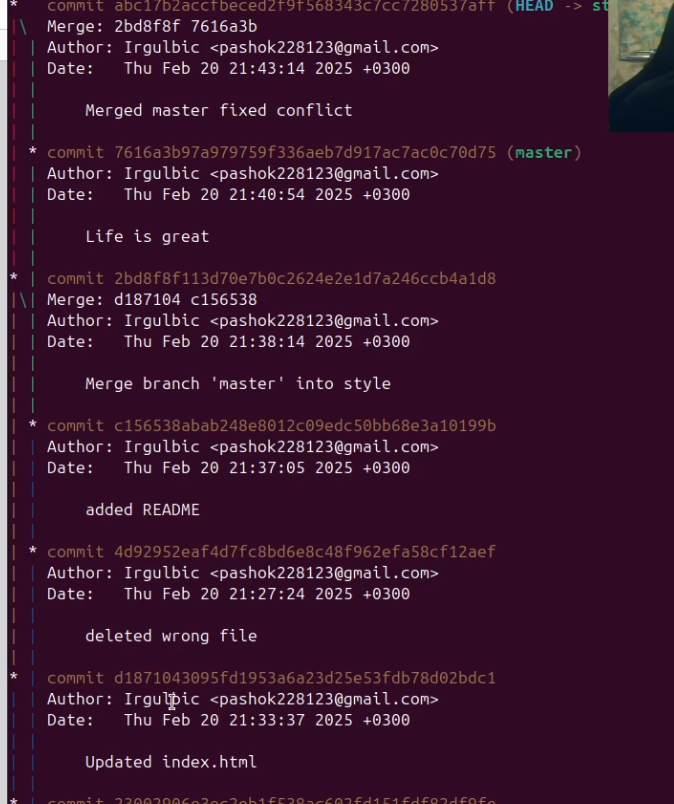 * commit abc17b2accfbeced2f9f568343c7cc7280537aff (HEAD -> st
|\ Merge: 2bd8f8f 7616a3b
| | Author: Irgulbic <pashok228123@gmail.com>
| | Date: Thu Feb 20 21:43:14 2025 +0300
| |
| | Merged master fixed conflict
| |
| * commit 7616a3b97a979759f336aeb7d917ac7ac0c70d75 (master)
| | Author: Irgulbic <pashok228123@gmail.com>
| | Date: Thu Feb 20 21:40:54 2025 +0300
| |
| | Life is great
| |
* | commit 2bd8f8f113d70e7b0c2624e2e1d7a246ccb4a1d8
|\| Merge: d187104 c156538
| | Author: Irgulbic <pashok228123@gmail.com>
| | Date: Thu Feb 20 21:38:14 2025 +0300
| |
| | Merge branch 'master' into style
| |
| * commit c156538abab248e8012c09edc50bb68e3a10199b
| | Author: Irgulbic <pashok228123@gmail.com>
| | Date: Thu Feb 20 21:37:05 2025 +0300
| |
| | added README
| |
| * commit 4d92952eaf4d7fc8bd6e8c48f962efa58cf12aef
| | Author: Irgulbic <pashok228123@gmail.com>
| | Date: Thu Feb 20 21:27:24 2025 +0300
| |
| | deleted wrong file
| |
* | commit d1871043095fd1953a6a23d25e53fdb78d02bdc1
| | Author: Irgulbic <pashok228123@gmail.com>
| | Date: Thu Feb 20 21:33:37 2025 +0300
| |
| | Updated index.html
| |
* | commit